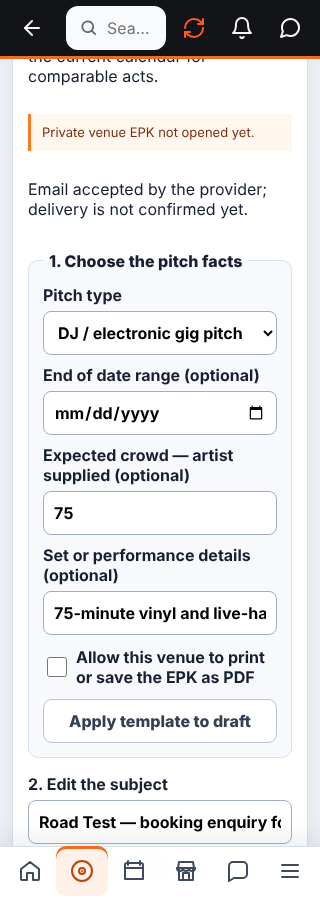 Sea...
the current calendar for
comparable acts.
Private venue EPK not opened yet.
Email accepted by the provider;
delivery is not confirmed yet.
1. Choose the pitch facts
Pitch type
DJ / electronic gig pitch
End of date range (optional)
mm/dd/yyyy
Expected crowd — artist
supplied (optional)
75
Set or performance details
(optional)
75-minute vinyl and live-ha
Allow this venue to print
or save the EPK as PDF
Apply template to draft
2. Edit the subject
Road Test — booking enquiry fo